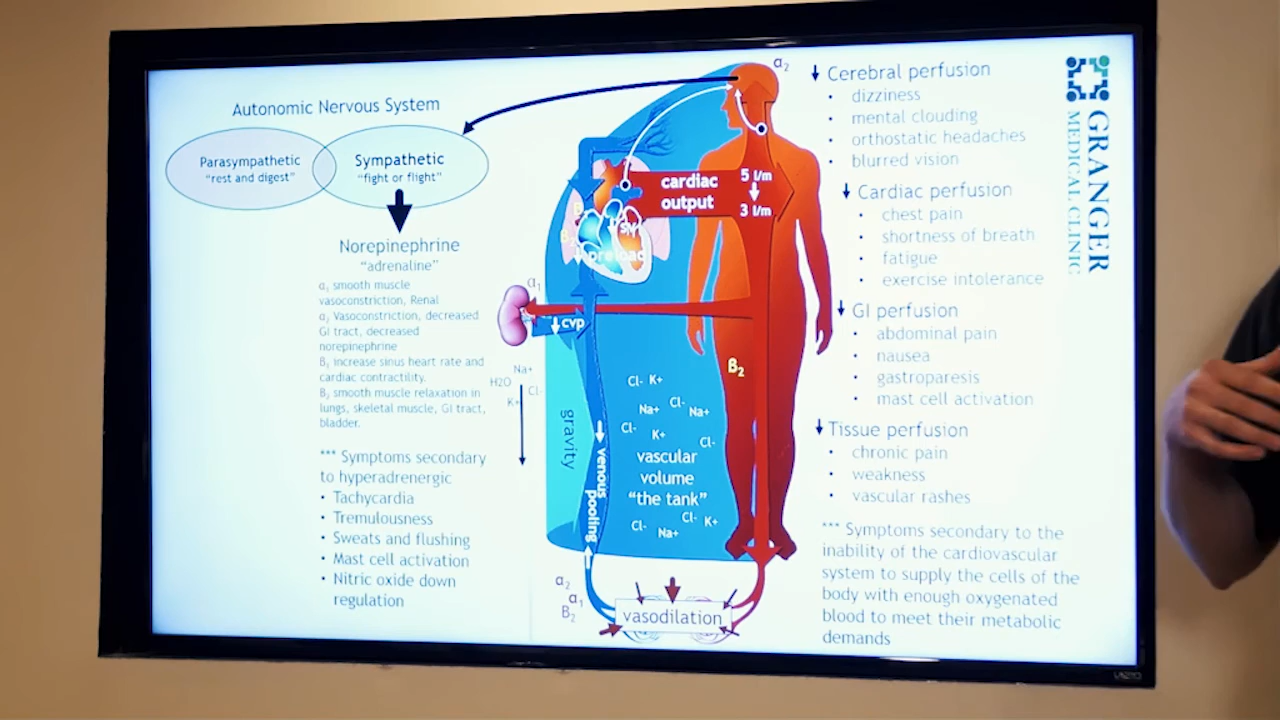 Autonomic Nervous System
Parasympathetic
"rest and digest"
Sympathetic
"fight or flight"
Norepinephrine
"adrenaline"
α₁ smooth muscle
vasoconstriction, Renal
α₂ Vasoconstriction, decreased
GI tract, decreased
norepinephrine
B₁ increase sinus heart rate and
cardiac contractility.
B₂ smooth muscle relaxation in
lungs, skeletal muscle, GI tract,
bladder.
*** Symptoms secondary
to hyperadrenergic
• Tachycardia
• Tremulousness
• Sweats and flushing
• Mast cell activation
• Nitric oxide down
regulation
α₂
cardiac
output
5 l/m
3 l/m
SN
preload
α₁
cvp
Na+
H2O
Cl-
K+
B₂
gravity
venous
pooling
Cl- K+
Na+ Cl- Na+
Cl- K+ Cl-
vascular
volume
"the tank"
Cl- Na+ Cl- K+
α₂
α₁
B₂
vasodilation
Cerebral perfusion
• dizziness
• mental clouding
• orthostatic headaches
• blurred vision
Cardiac perfusion
• chest pain
• shortness of breath
• fatigue
• exercise intolerance
GI perfusion
• abdominal pain
• nausea
• gastroparesis
• mast cell activation
Tissue perfusion
• chronic pain
• weakness
• vascular rashes
*** Symptoms secondary to the
inability of the cardiovascular
system to supply the cells of the
body with enough oxygenated
blood to meet their metabolic
demands
GRANGER
MEDICAL CLINIC
VIZIO